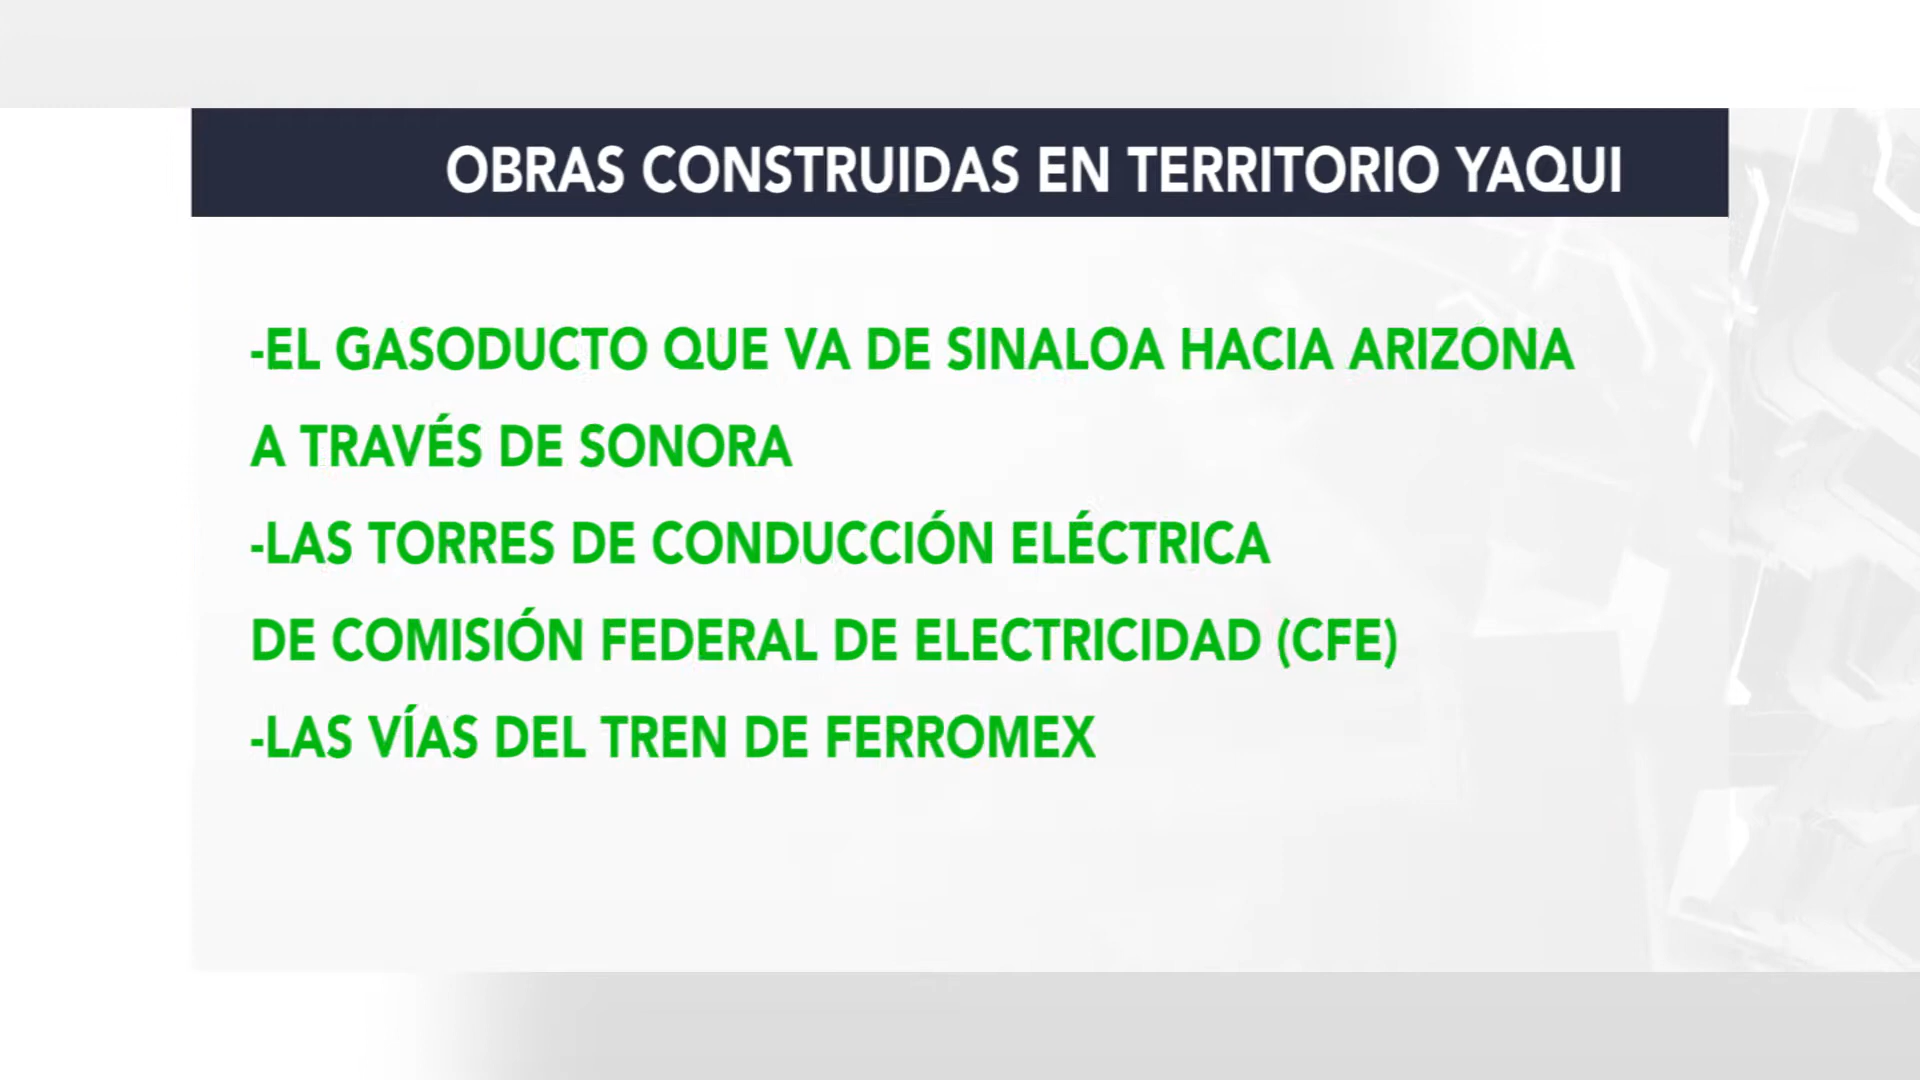 OBRAS CONSTRUIDAS EN TERRITORIO YAQUI
-EL GASODUCTO QUE VA DE SINALOA HACIA ARIZONA
A TRAVÉS DE SONORA
-LAS TORRES DE CONDUCCIÓN ELÉCTRICA
DE COMISIÓN FEDERAL DE ELECTRICIDAD (CFE)
-LAS VÍAS DEL TREN DE FERROMEX